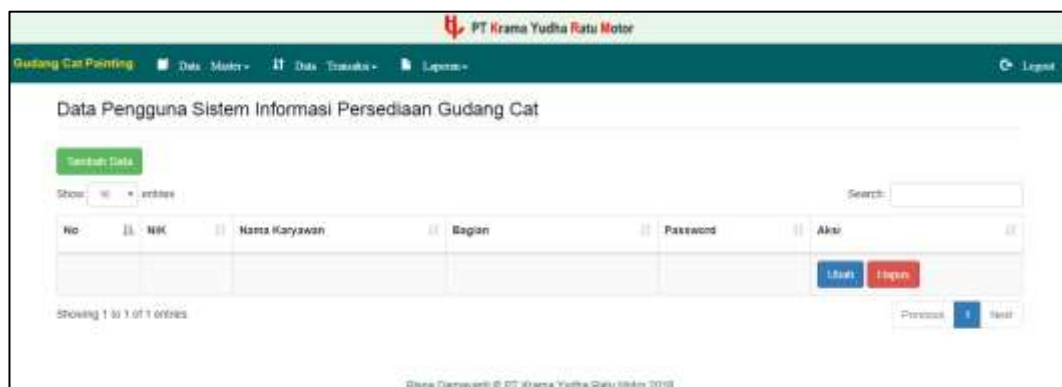 PT Krama Yudha Ratu Motor
Gudang Cat Painting Data Master Data Transaksi Laporan Logout
Data Pengguna Sistem Informasi Persediaan Gudang Cat
Tambah Data
Show 10 entries Search:
No NIK Nama Karyawan Bagian Password Aksi
Ubah Hapus
Showing 1 to 1 of 1 entries Previous 1 Next
Damayanti © PT Krama Yudha Ratu Motor 2018